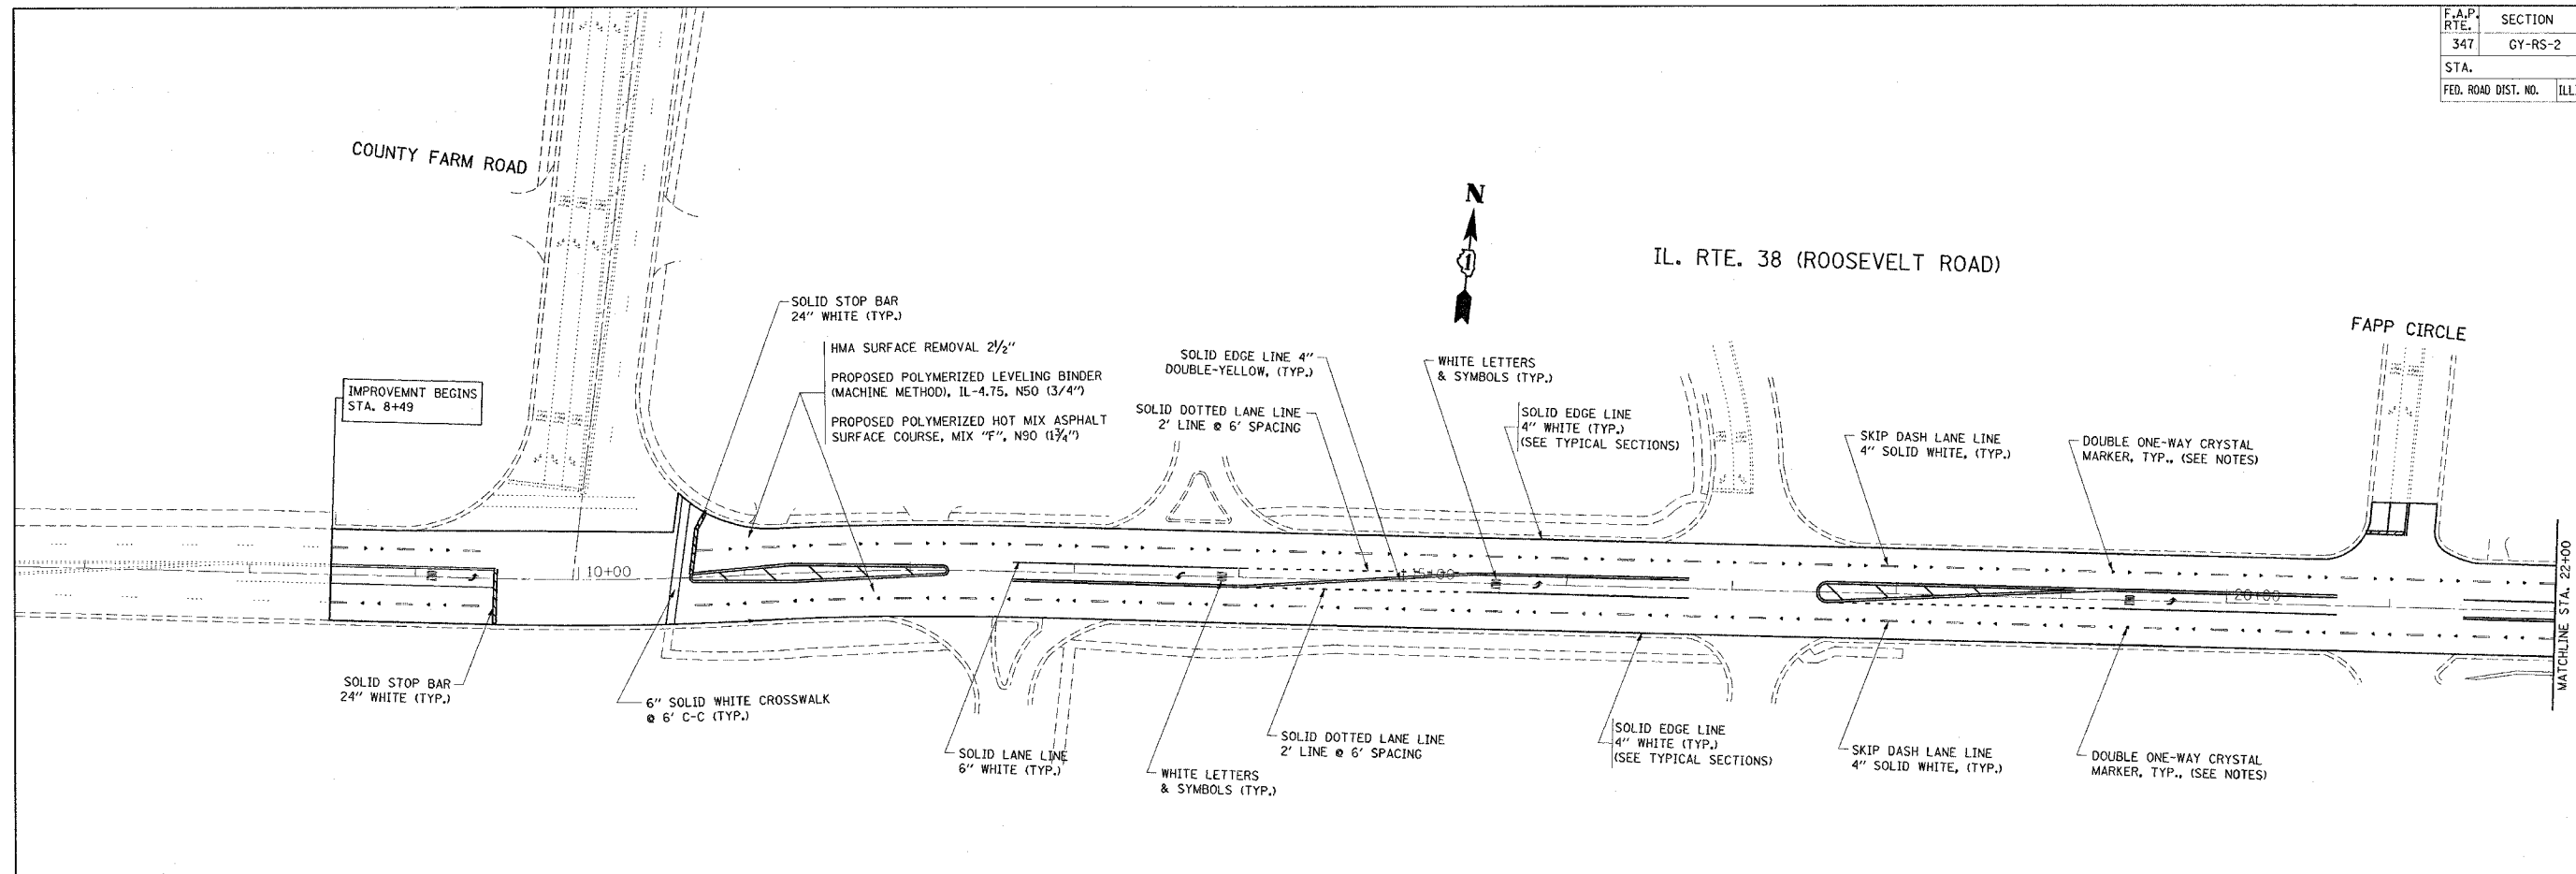 F.A.P. RTE. SECTION
347 GY-RS-2
STA.
FED. ROAD DIST. NO. ILL
COUNTY FARM ROAD
N
1
IL. RTE. 38 (ROOSEVELT ROAD)
FAPP CIRCLE
IMPROVEMNT BEGINS
STA. 8+49
SOLID STOP BAR
24" WHITE (TYP.)
HMA SURFACE REMOVAL 2 1/2"
PROPOSED POLYMERIZED LEVELING BINDER
(MACHINE METHOD), IL-4.75, N50 (3/4")
PROPOSED POLYMERIZED HOT MIX ASPHALT
SURFACE COURSE, MIX "F", N90 (1 3/4")
SOLID EDGE LINE 4"
DOUBLE-YELLOW, (TYP.)
SOLID DOTTED LANE LINE
2' LINE @ 6' SPACING
WHITE LETTERS
& SYMBOLS (TYP.)
SOLID EDGE LINE
4" WHITE (TYP.)
(SEE TYPICAL SECTIONS)
SKIP DASH LANE LINE
4" SOLID WHITE, (TYP.)
DOUBLE ONE-WAY CRYSTAL
MARKER, TYP., (SEE NOTES)
10+00
15+00
20+00
MATCHLINE STA. 22+00
SOLID STOP BAR
24" WHITE (TYP.)
6" SOLID WHITE CROSSWALK
@ 6' C-C (TYP.)
SOLID LANE LINE
6" WHITE (TYP.)
WHITE LETTERS
& SYMBOLS (TYP.)
SOLID DOTTED LANE LINE
2' LINE @ 6' SPACING
SOLID EDGE LINE
4" WHITE (TYP.)
(SEE TYPICAL SECTIONS)
SKIP DASH LANE LINE
4" SOLID WHITE, (TYP.)
DOUBLE ONE-WAY CRYSTAL
MARKER, TYP., (SEE NOTES)